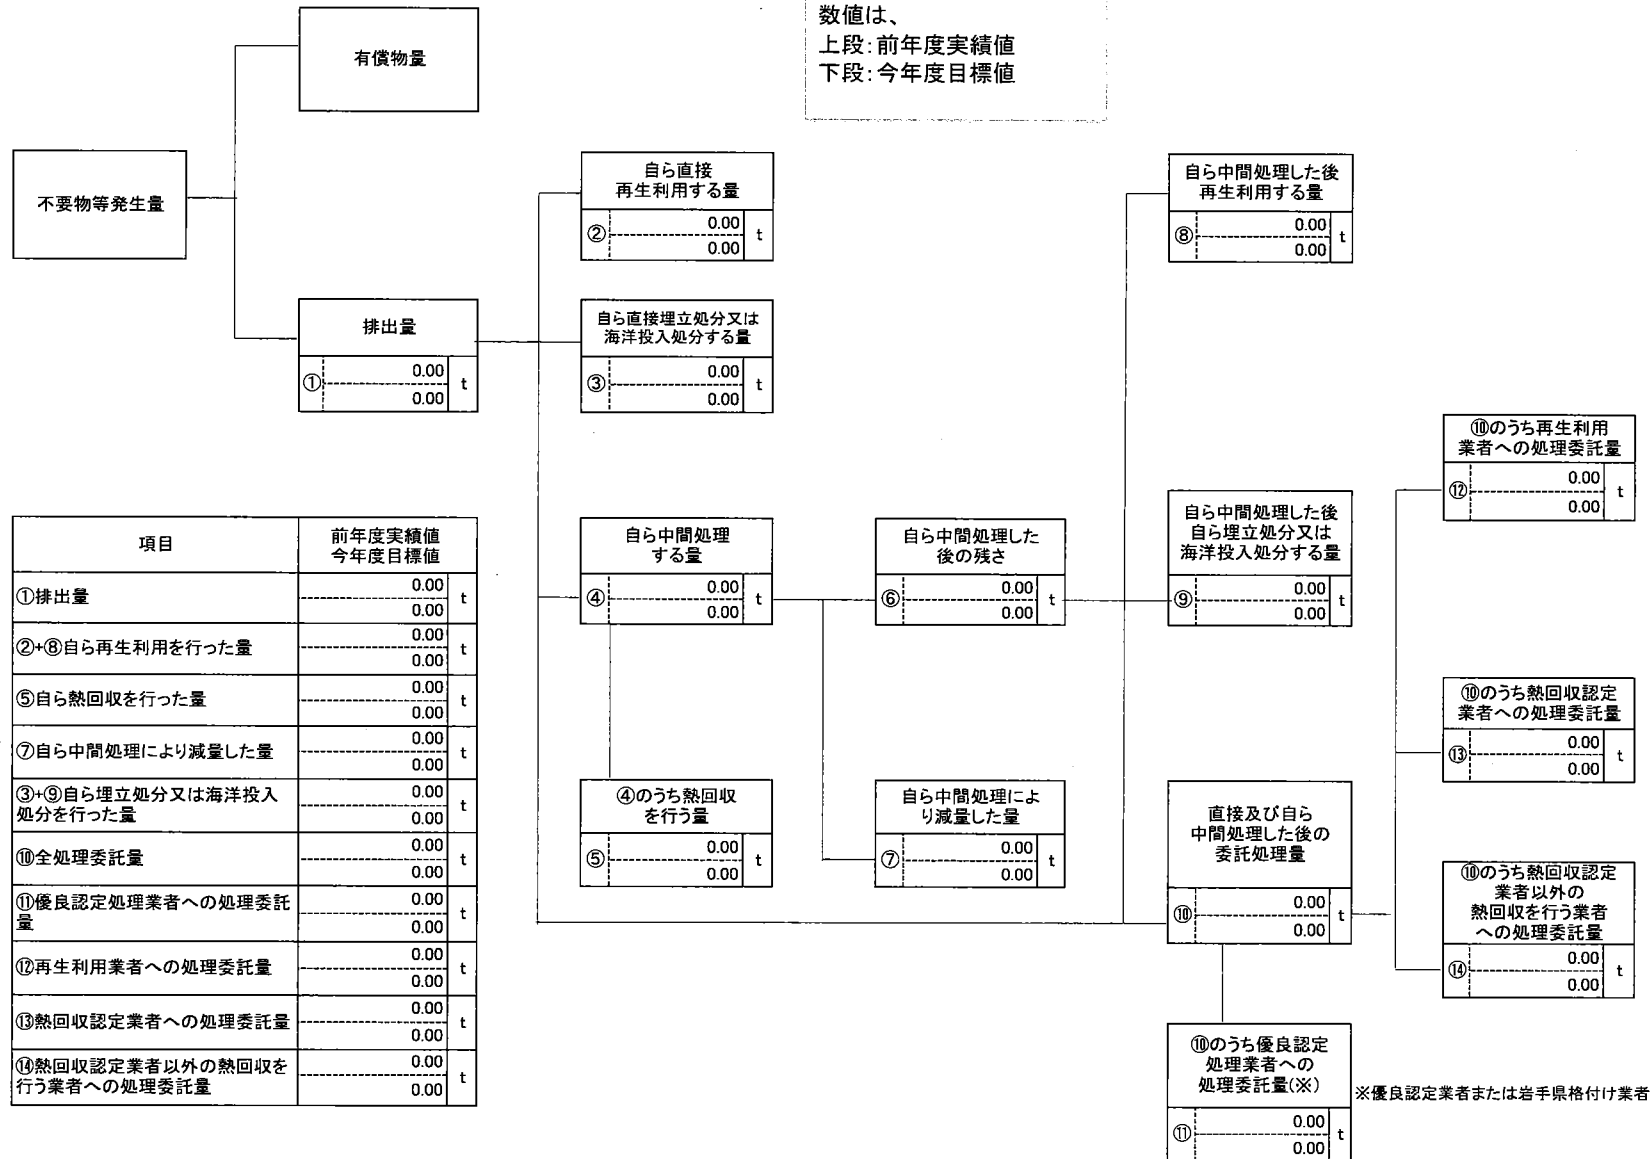 数値は、
上段：前年度実績値
下段：今年度目標値
有償物量
不要物等発生量
排出量
① 0.00 t
0.00
自ら直接
再生利用する量
② 0.00 t
0.00
自ら直接埋立処分又は
海洋投入処分する量
③ 0.00 t
0.00
自ら中間処理
する量
④ 0.00 t
0.00
④のうち熱回収
を行う量
⑤ 0.00 t
0.00
自ら中間処理した
後の残さ
⑥ 0.00 t
0.00
自ら中間処理によ
り減量した量
⑦ 0.00 t
0.00
自ら中間処理した後
再生利用する量
⑧ 0.00 t
0.00
自ら中間処理した後
自ら埋立処分又は
海洋投入処分する量
⑨ 0.00 t
0.00
直接及び自ら
中間処理した後の
委託処理量
⑩ 0.00 t
0.00
⑩のうち優良認定
処理業者への
処理委託量(※)
⑪ 0.00 t
0.00
※優良認定業者または岩手県格付け業者
⑩のうち再生利用
業者への処理委託量
⑫ 0.00 t
0.00
⑩のうち熱回収認定
業者への処理委託量
⑬ 0.00 t
0.00
⑩のうち熱回収認定
業者以外の
熱回収を行う業者
への処理委託量
⑭ 0.00 t
0.00
項目 前年度実績値
今年度目標値
①排出量 0.00 t
0.00
②+⑧自ら再生利用を行った量 0.00 t
0.00
⑤自ら熱回収を行った量 0.00 t
0.00
⑦自ら中間処理により減量した量 0.00 t
0.00
③+⑨自ら埋立処分又は海洋投入 0.00 t
処分を行った量 0.00
⑩全処理委託量 0.00 t
0.00
⑪優良認定処理業者への処理委託 0.00 t
量 0.00
⑫再生利用業者への処理委託量 0.00 t
0.00
⑬熱回収認定業者への処理委託量 0.00 t
0.00
⑭熱回収認定業者以外の熱回収を 0.00 t
行う業者への処理委託量 0.00